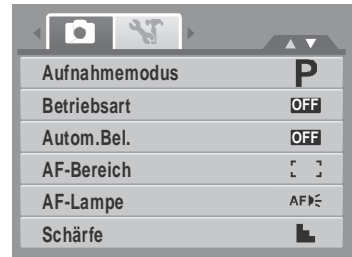 Aufnahmemodus P
Betriebsart OFF
Autom.Bel. OFF
AF-Bereich
AF-Lampe AF
Schärfe